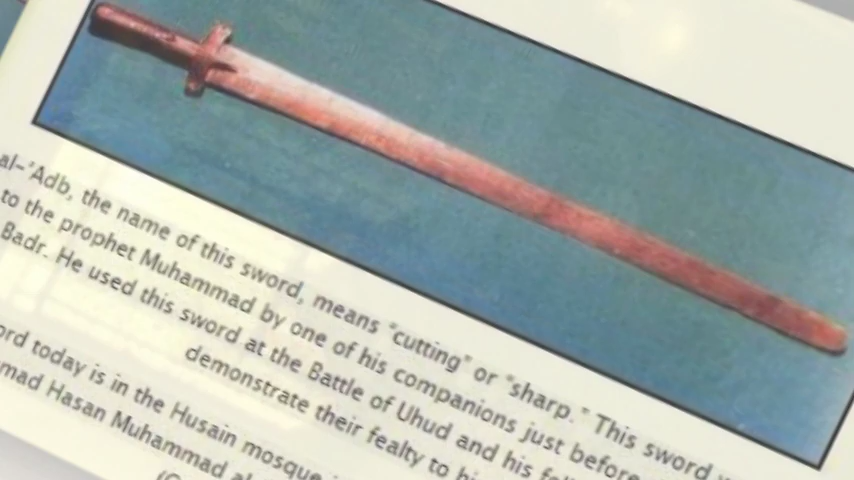 al-'Adb, the name of this sword, means "cutting" or "sharp." This sword
to the prophet Muhammad by one of his companions just before
Badr. He used this sword at the Battle of Uhud and his
demonstrate their fealty to
today is in the Husain mosque
Hasan Muhammad